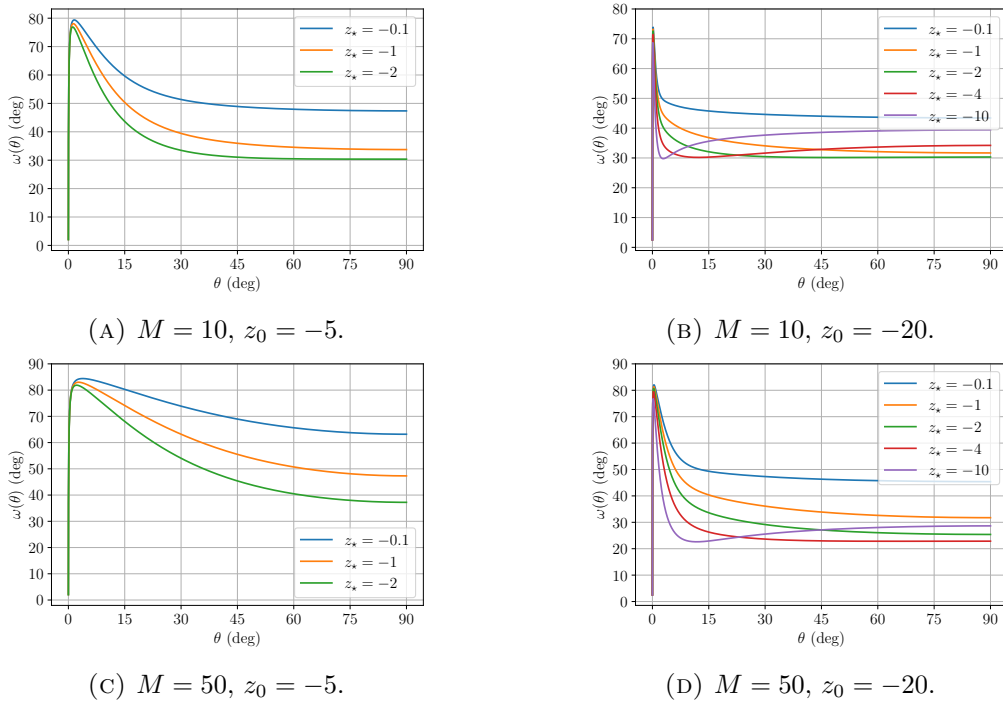 80
70
60
50
40
30
20
10
0
ω(θ) (deg)
z⋆ = −0.1
z⋆ = −1
z⋆ = −2
0 15 30 45 60 75 90
θ (deg)
(A) M = 10, z₀ = −5.
80
70
60
50
40
30
20
10
0
ω(θ) (deg)
z⋆ = −0.1
z⋆ = −1
z⋆ = −2
z⋆ = −4
z⋆ = −10
0 15 30 45 60 75 90
θ (deg)
(B) M = 10, z₀ = −20.
90
80
70
60
50
40
30
20
10
0
ω(θ) (deg)
z⋆ = −0.1
z⋆ = −1
z⋆ = −2
0 15 30 45 60 75 90
θ (deg)
(C) M = 50, z₀ = −5.
90
80
70
60
50
40
30
20
10
0
ω(θ) (deg)
z⋆ = −0.1
z⋆ = −1
z⋆ = −2
z⋆ = −4
z⋆ = −10
0 15 30 45 60 75 90
θ (deg)
(D) M = 50, z₀ = −20.